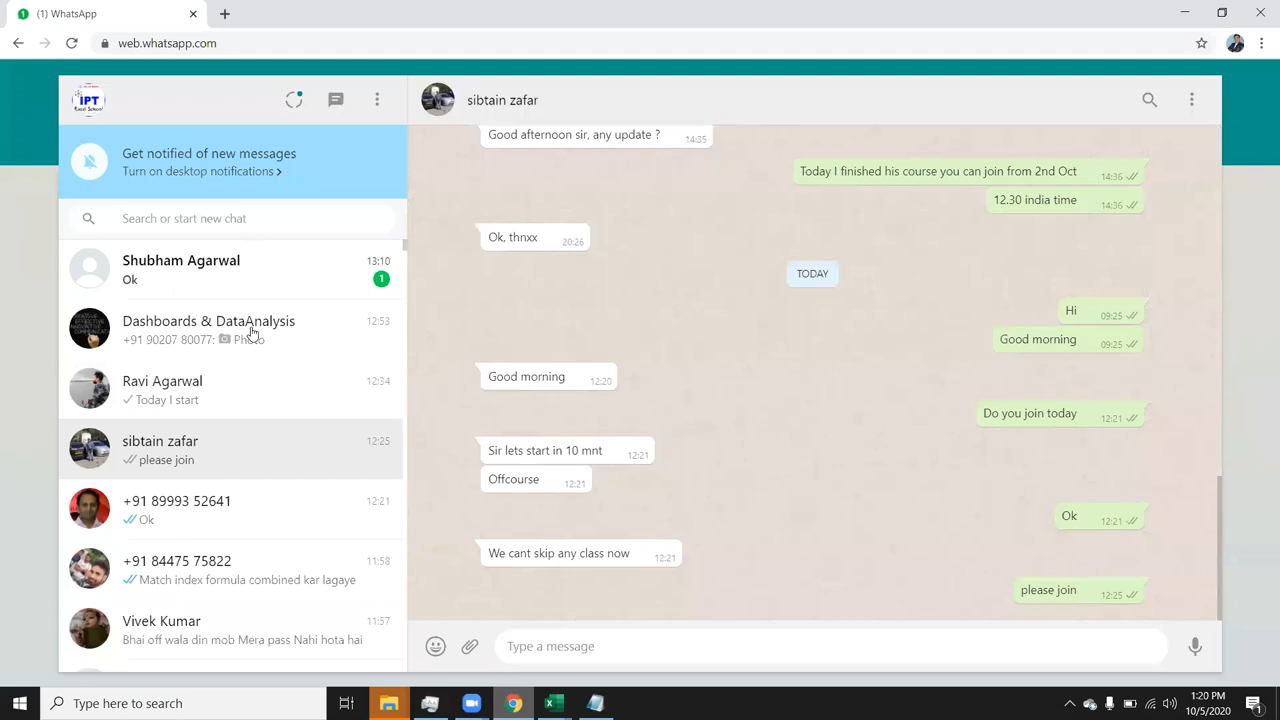 (1) WhatsApp
web.whatsapp.com
IPT
Excel School
Get notified of new messages
Turn on desktop notifications >
Search or start new chat
Shubham Agarwal
13:10
Ok
1
Dashboards & DataAnalysis
12:53
+91 90207 80077: Photo
Ravi Agarwal
12:34
Today I start
sibtain zafar
12:25
please join
+91 89993 52641
12:21
Ok
+91 84475 75822
11:58
Match index formula combined kar lagaye
Vivek Kumar
11:57
Bhai off wala din mob Mera pass Nahi hota hai
sibtain zafar
Good afternoon sir, any update ?
14:35
Today I finished his course you can join from 2nd Oct
14:36
12.30 india time
14:36
Ok, thnxx
20:26
TODAY
Hi
09:25
Good morning
09:25
Good morning
12:20
Do you join today
12:21
Sir lets start in 10 mnt
12:21
Offcourse
12:21
Ok
12:21
We cant skip any class now
12:21
please join
12:25
Type a message
Type here to search
1:20 PM
10/5/2020
1